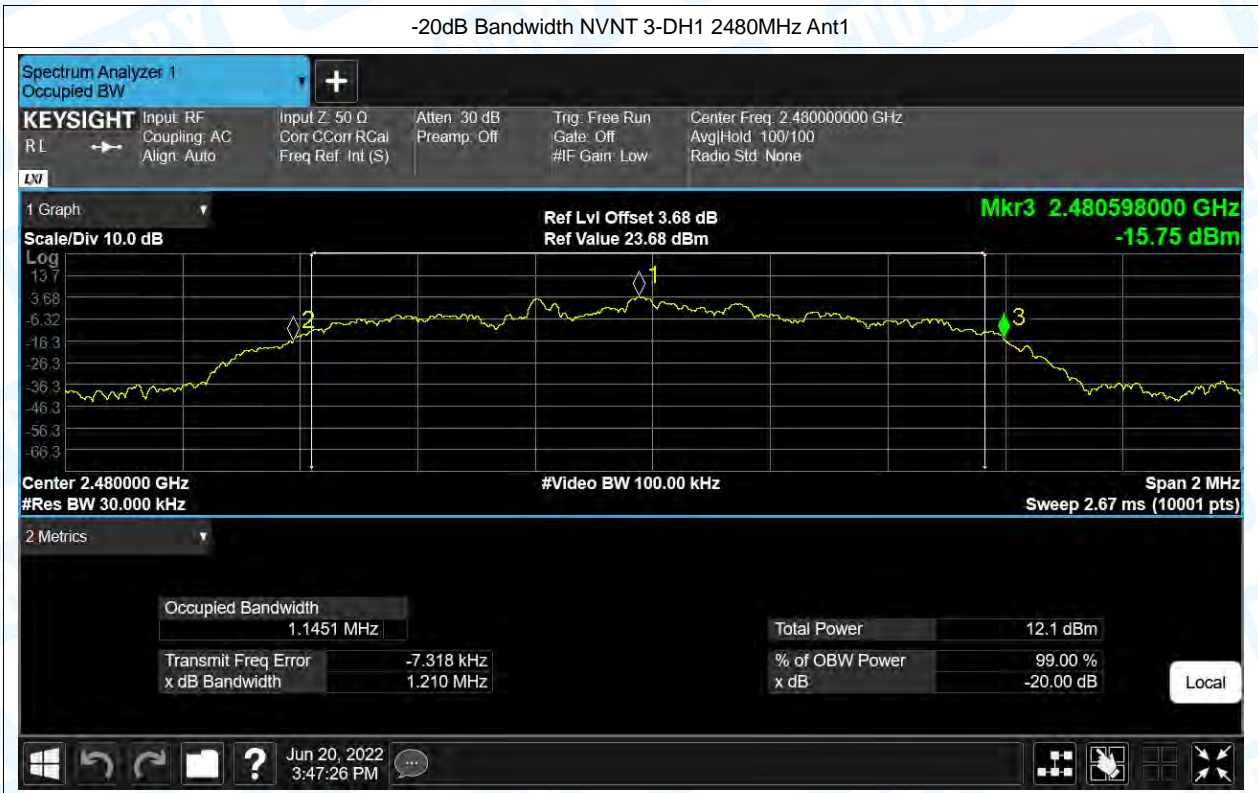 -20dB Bandwidth NVNT 3-DH1 2480MHz Ant1
Spectrum Analyzer 1
Occupied BW
+
KEYSIGHT Input: RF Input Z: 50 Ω Atten: 30 dB Trig: Free Run Center Freq: 2.480000000 GHz
RL Coupling: AC Corr CCorr RCal Preamp: Off Gate: Off Avg|Hold: 100/100
Align: Auto Freq Ref: Int (S) #IF Gain: Low Radio Std: None
LXI
1 Graph Ref Lvl Offset 3.68 dB Mkr3 2.480598000 GHz
Scale/Div 10.0 dB Ref Value 23.68 dBm -15.75 dBm
Log
13.7
1
3.68
2
3
-6.32
-16.3
-26.3
-36.3
-46.3
-56.3
-66.3
Center 2.480000 GHz #Video BW 100.00 kHz Span 2 MHz
#Res BW 30.000 kHz Sweep 2.67 ms (10001 pts)
2 Metrics
Occupied Bandwidth
1.1451 MHz Total Power 12.1 dBm
Transmit Freq Error -7.318 kHz % of OBW Power 99.00 %
x dB Bandwidth 1.210 MHz x dB -20.00 dB
Local
? Jun 20, 2022
3:47:26 PM